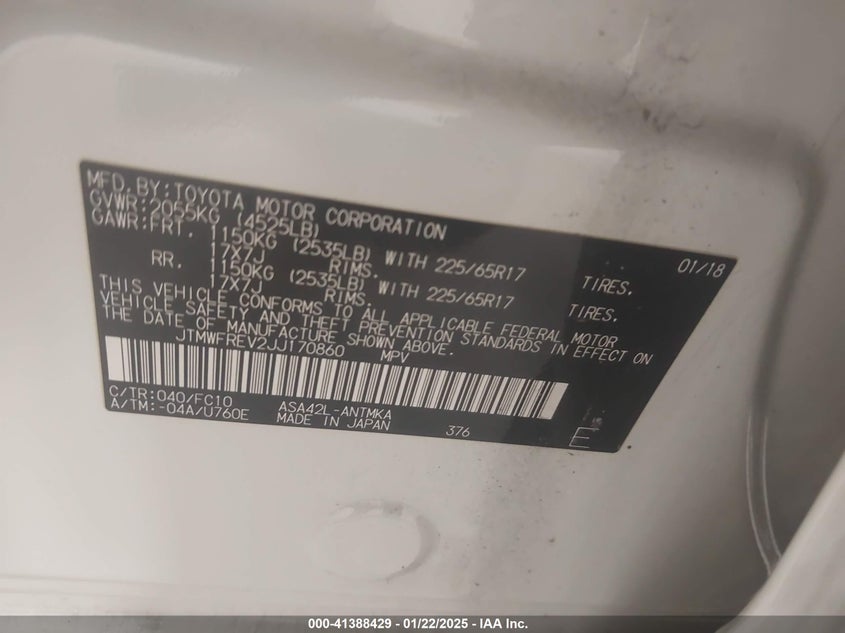 MFD. BY: TOYOTA MOTOR CORPORATION 01/18
GVWR: 2055KG (4525LB)
GAWR: FRT. 1150KG (2535LB) WITH 225/65R17 TIRES,
17X7J RIMS.
RR. 1150KG (2535LB) WITH 225/65R17 TIRES,
17X7J RIMS.
THIS VEHICLE CONFORMS TO ALL APPLICABLE FEDERAL MOTOR
VEHICLE SAFETY AND THEFT PREVENTION STANDARDS IN EFFECT ON
THE DATE OF MANUFACTURE SHOWN ABOVE.
JTMWFREV2JJ170860 MPV
C/TR: 040/FC10 ASA42L-ANTMKA
A/TM: -04A/U760E MADE IN JAPAN 376 E
000-41388429 - 01/22/2025 - IAA Inc.